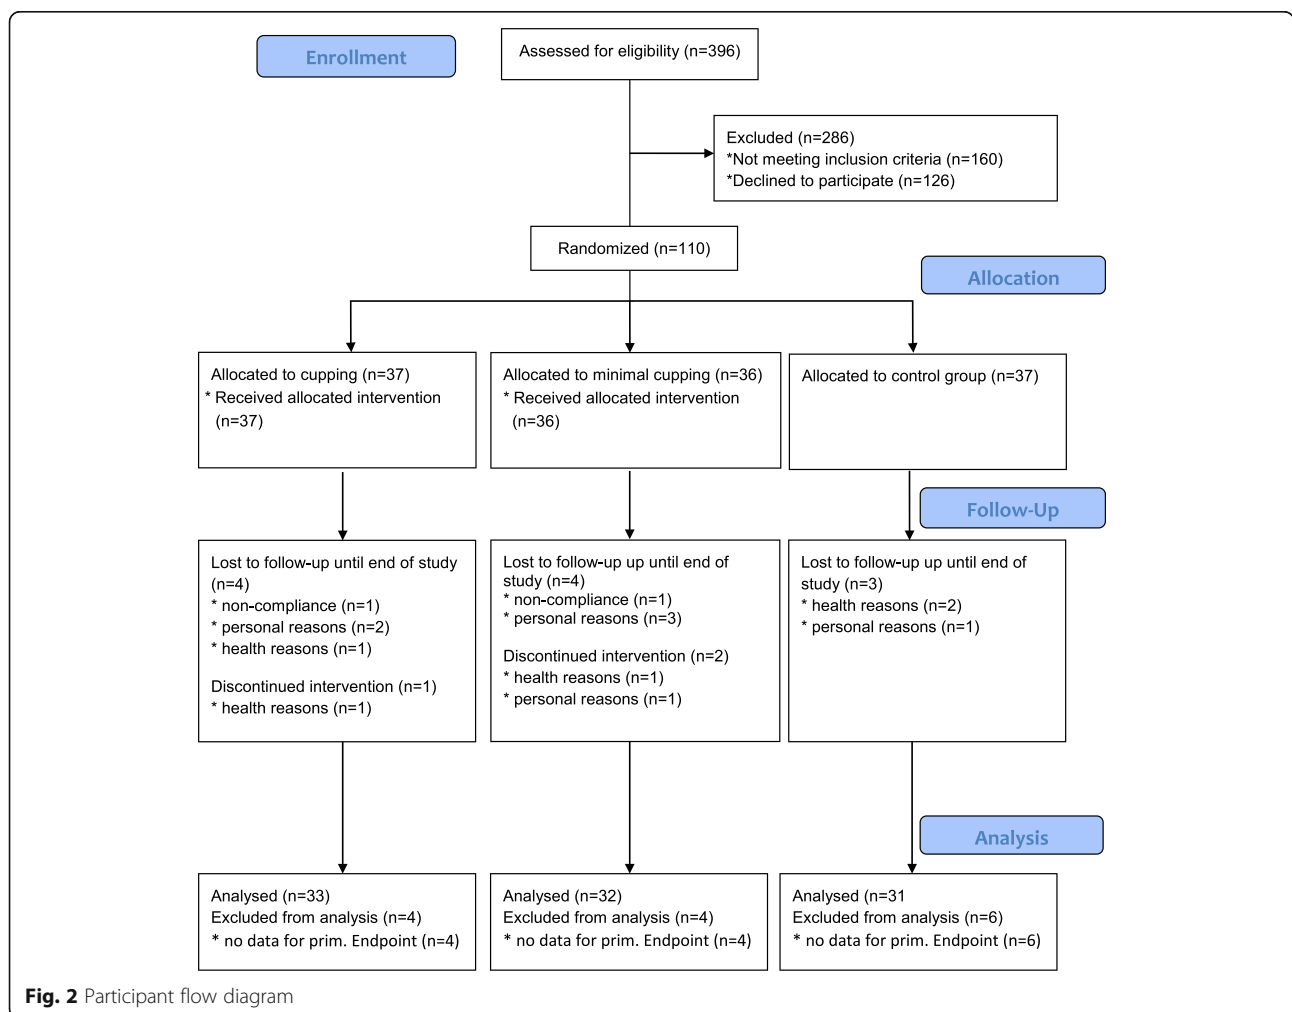 Enrollment
Assessed for eligibility (n=396)
Excluded (n=286)
*Not meeting inclusion criteria (n=160)
*Declined to participate (n=126)
Randomized (n=110)
Allocation
Allocated to cupping (n=37)
* Received allocated intervention
(n=37)
Allocated to minimal cupping (n=36)
* Received allocated intervention
(n=36)
Allocated to control group (n=37)
Follow-Up
Lost to follow-up until end of study
(n=4)
* non-compliance (n=1)
* personal reasons (n=2)
* health reasons (n=1)
Discontinued intervention (n=1)
* health reasons (n=1)
Lost to follow-up up until end of
study (n=4)
* non-compliance (n=1)
* personal reasons (n=3)
Discontinued intervention (n=2)
* health reasons (n=1)
* personal reasons (n=1)
Lost to follow-up up until end of
study (n=3)
* health reasons (n=2)
* personal reasons (n=1)
Analysis
Analysed (n=33)
Excluded from analysis (n=4)
* no data for prim. Endpoint (n=4)
Analysed (n=32)
Excluded from analysis (n=4)
* no data for prim. Endpoint (n=4)
Analysed (n=31
Excluded from analysis (n=6)
* no data for prim. Endpoint (n=6)
Fig. 2 Participant flow diagram